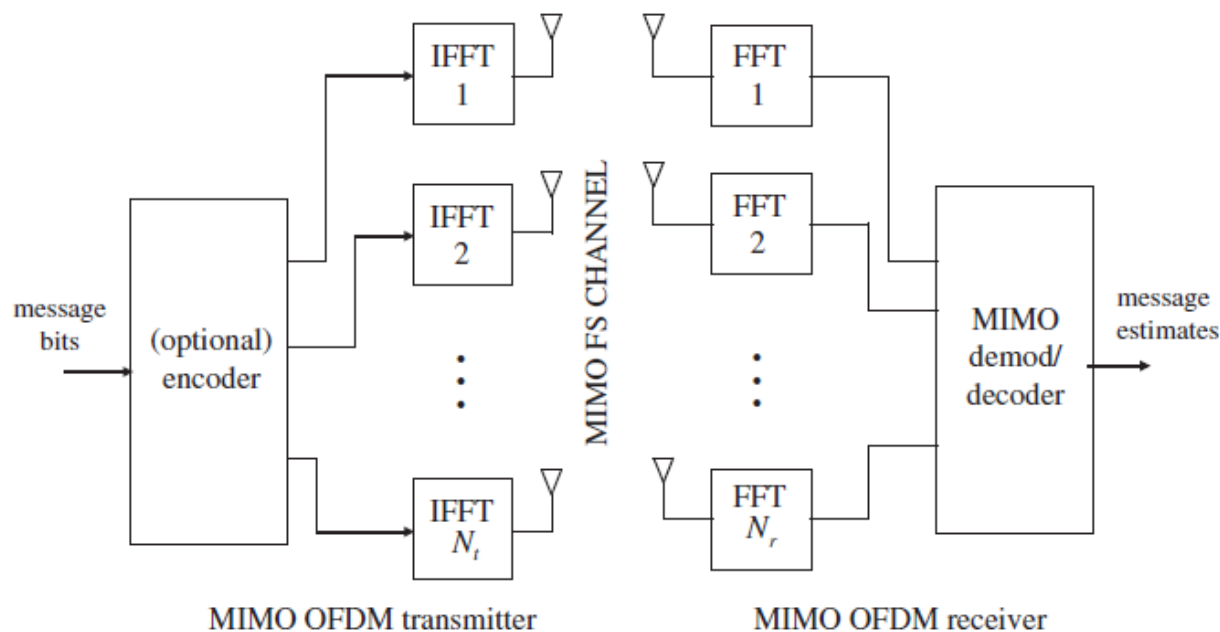 IFFT
1
FFT
1
IFFT
2
FFT
2
MIMO FS CHANNEL
message
bits
(optional)
encoder
MIMO
demod/
decoder
message
estimates
IFFT
N_t
FFT
N_r
MIMO OFDM transmitter
MIMO OFDM receiver